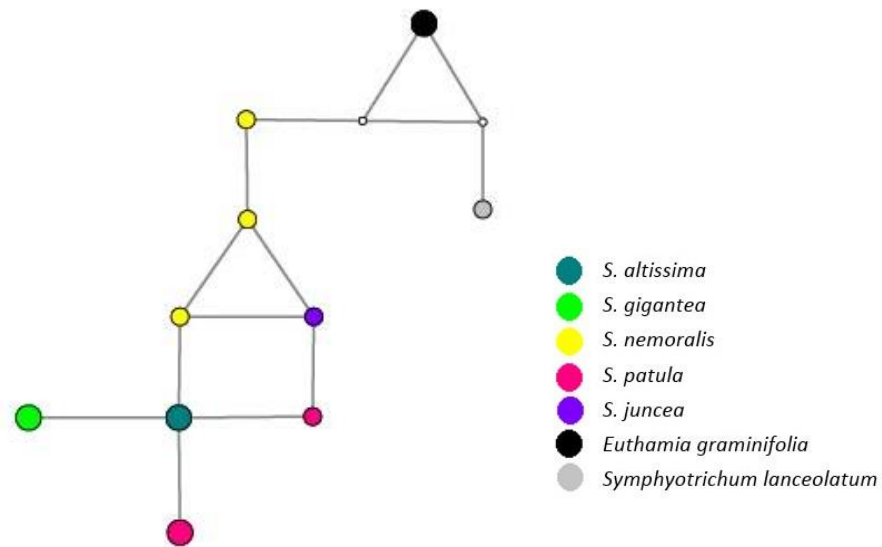 S. altissima
S. gigantea
S. nemoralis
S. patula
S. juncea
Euthamia graminifolia
Symphyotrichum lanceolatum